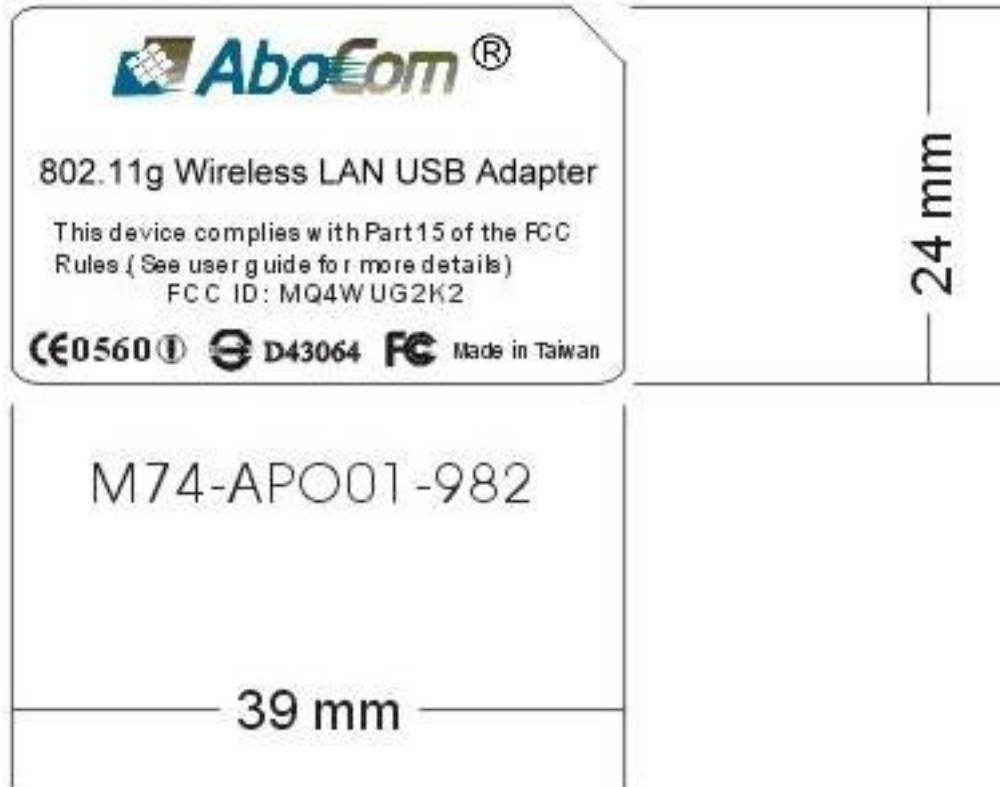 AboCom ®
802.11g Wireless LAN USB Adapter
This device complies with Part 15 of the FCC
Rules.(See user guide for more details)
FCC ID: MQ4WUG2K2
CE0560 D43064 FC Made in Taiwan
24 mm
M74-APO01-982
39 mm